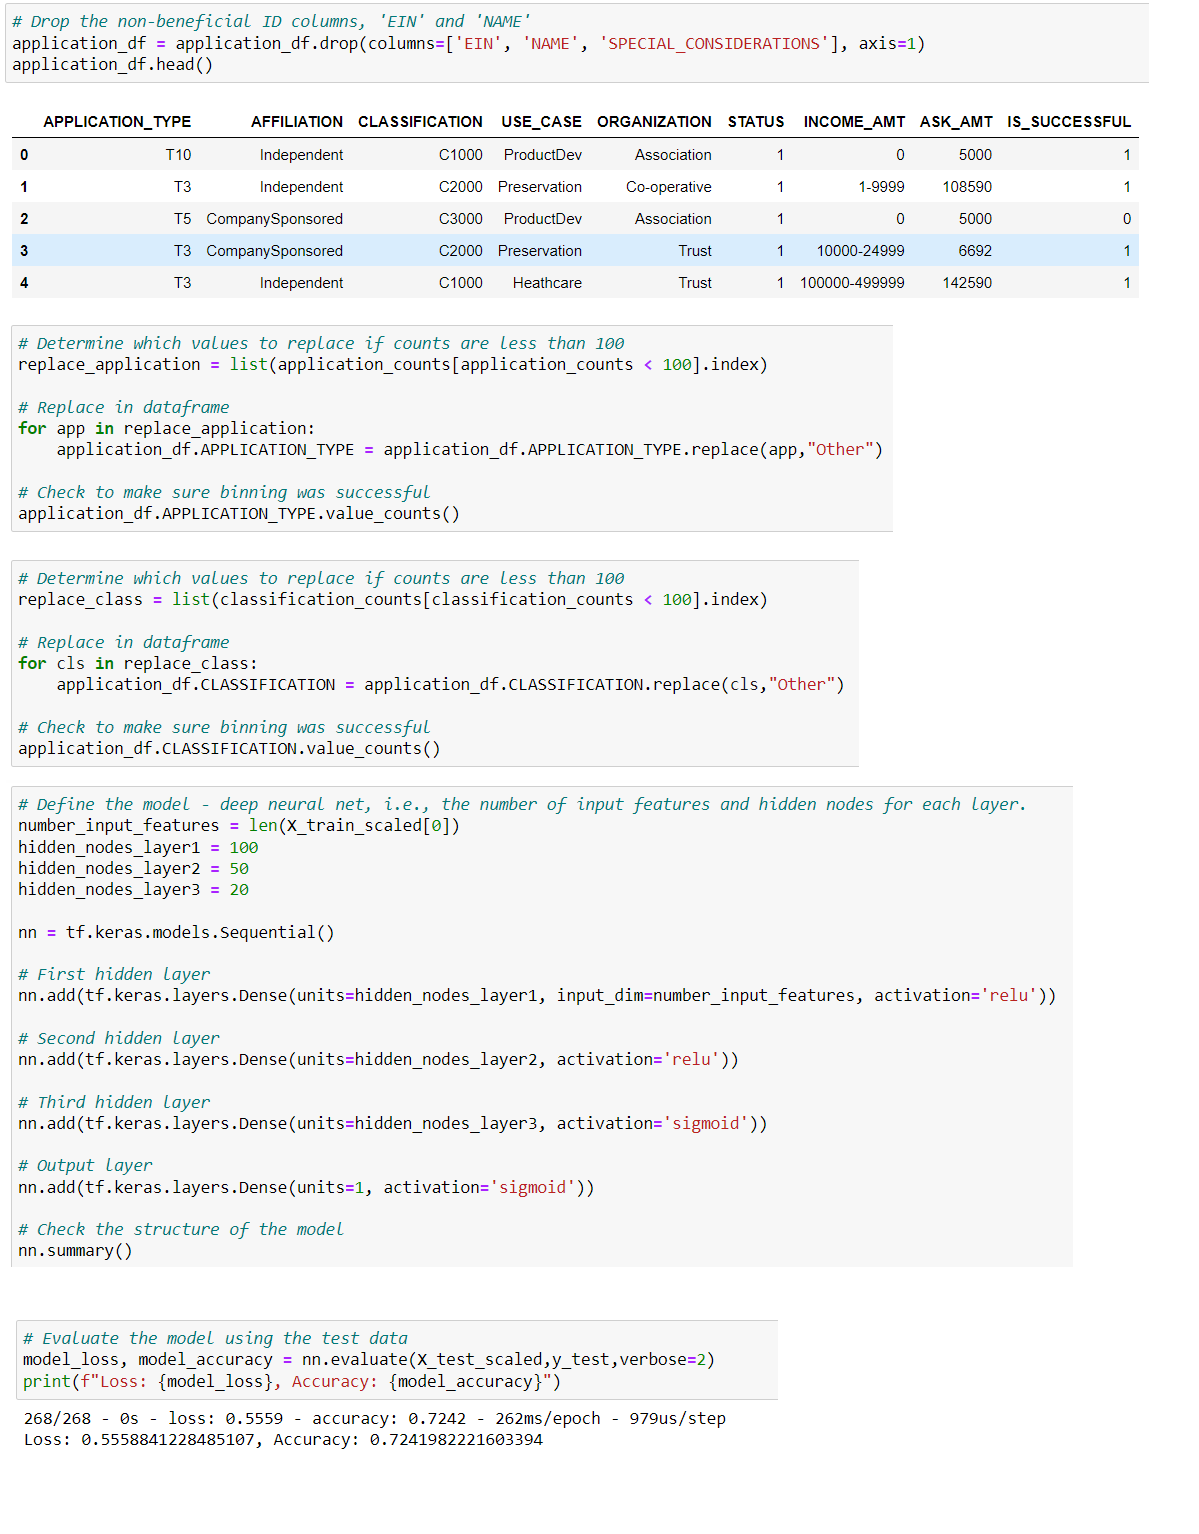 # Drop the non-beneficial ID columns, 'EIN' and 'NAME'
application_df = application_df.drop(columns=['EIN', 'NAME', 'SPECIAL_CONSIDERATIONS'], axis=1)
application_df.head()
APPLICATION_TYPE AFFILIATION CLASSIFICATION USE_CASE ORGANIZATION STATUS INCOME_AMT ASK_AMT IS_SUCCESSFUL
0 T10 Independent C1000 ProductDev Association 1 0 5000 1
1 T3 Independent C2000 Preservation Co-operative 1 1-9999 108590 1
2 T5 CompanySponsored C3000 ProductDev Association 1 0 5000 0
3 T3 CompanySponsored C2000 Preservation Trust 1 10000-24999 6692 1
4 T3 Independent C1000 Heathcare Trust 1 100000-499999 142590 1
# Determine which values to replace if counts are less than 100
replace_application = list(application_counts[application_counts < 100].index)
# Replace in dataframe
for app in replace_application:
    application_df.APPLICATION_TYPE = application_df.APPLICATION_TYPE.replace(app,"Other")
# Check to make sure binning was successful
application_df.APPLICATION_TYPE.value_counts()
# Determine which values to replace if counts are less than 100
replace_class = list(classification_counts[classification_counts < 100].index)
# Replace in dataframe
for cls in replace_class:
    application_df.CLASSIFICATION = application_df.CLASSIFICATION.replace(cls,"Other")
# Check to make sure binning was successful
application_df.CLASSIFICATION.value_counts()
# Define the model - deep neural net, i.e., the number of input features and hidden nodes for each layer.
number_input_features = len(X_train_scaled[0])
hidden_nodes_layer1 = 100
hidden_nodes_layer2 = 50
hidden_nodes_layer3 = 20
nn = tf.keras.models.Sequential()
# First hidden layer
nn.add(tf.keras.layers.Dense(units=hidden_nodes_layer1, input_dim=number_input_features, activation='relu'))
# Second hidden layer
nn.add(tf.keras.layers.Dense(units=hidden_nodes_layer2, activation='relu'))
# Third hidden layer
nn.add(tf.keras.layers.Dense(units=hidden_nodes_layer3, activation='sigmoid'))
# Output layer
nn.add(tf.keras.layers.Dense(units=1, activation='sigmoid'))
# Check the structure of the model
nn.summary()
# Evaluate the model using the test data
model_loss, model_accuracy = nn.evaluate(X_test_scaled,y_test,verbose=2)
print(f"Loss: {model_loss}, Accuracy: {model_accuracy}")
268/268 - 0s - loss: 0.5559 - accuracy: 0.7242 - 262ms/epoch - 979us/step
Loss: 0.5558841228485107, Accuracy: 0.7241982221603394